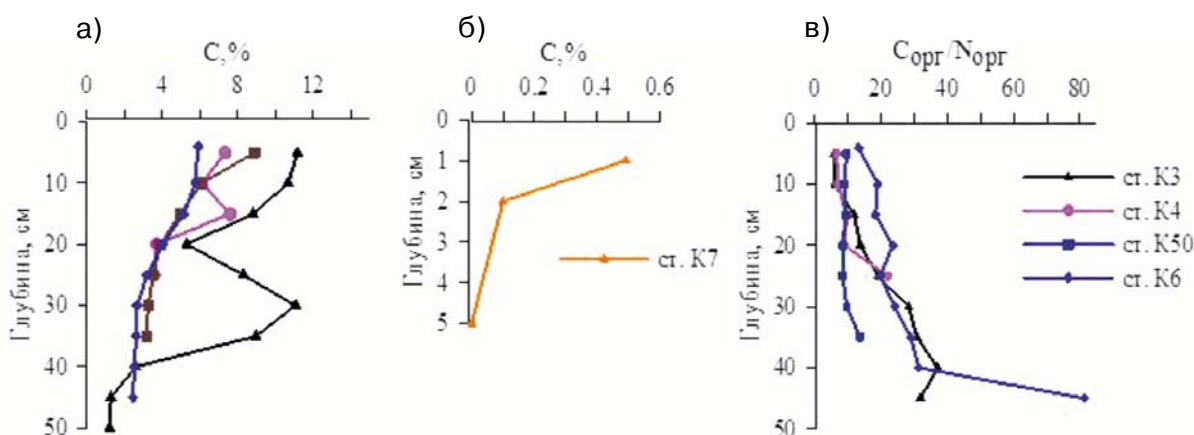 а)
С,%
0 4 8 12
Глубина, см
0
10
20
30
40
50
б)
С,%
0 0.2 0.4 0.6
Глубина, см
0
1
2
3
4
5
ст. К7
в)
Сорг/Nорг
0 20 40 60 80
Глубина, см
0
10
20
30
40
50
ст. К3
ст. К4
ст. К50
ст. К6